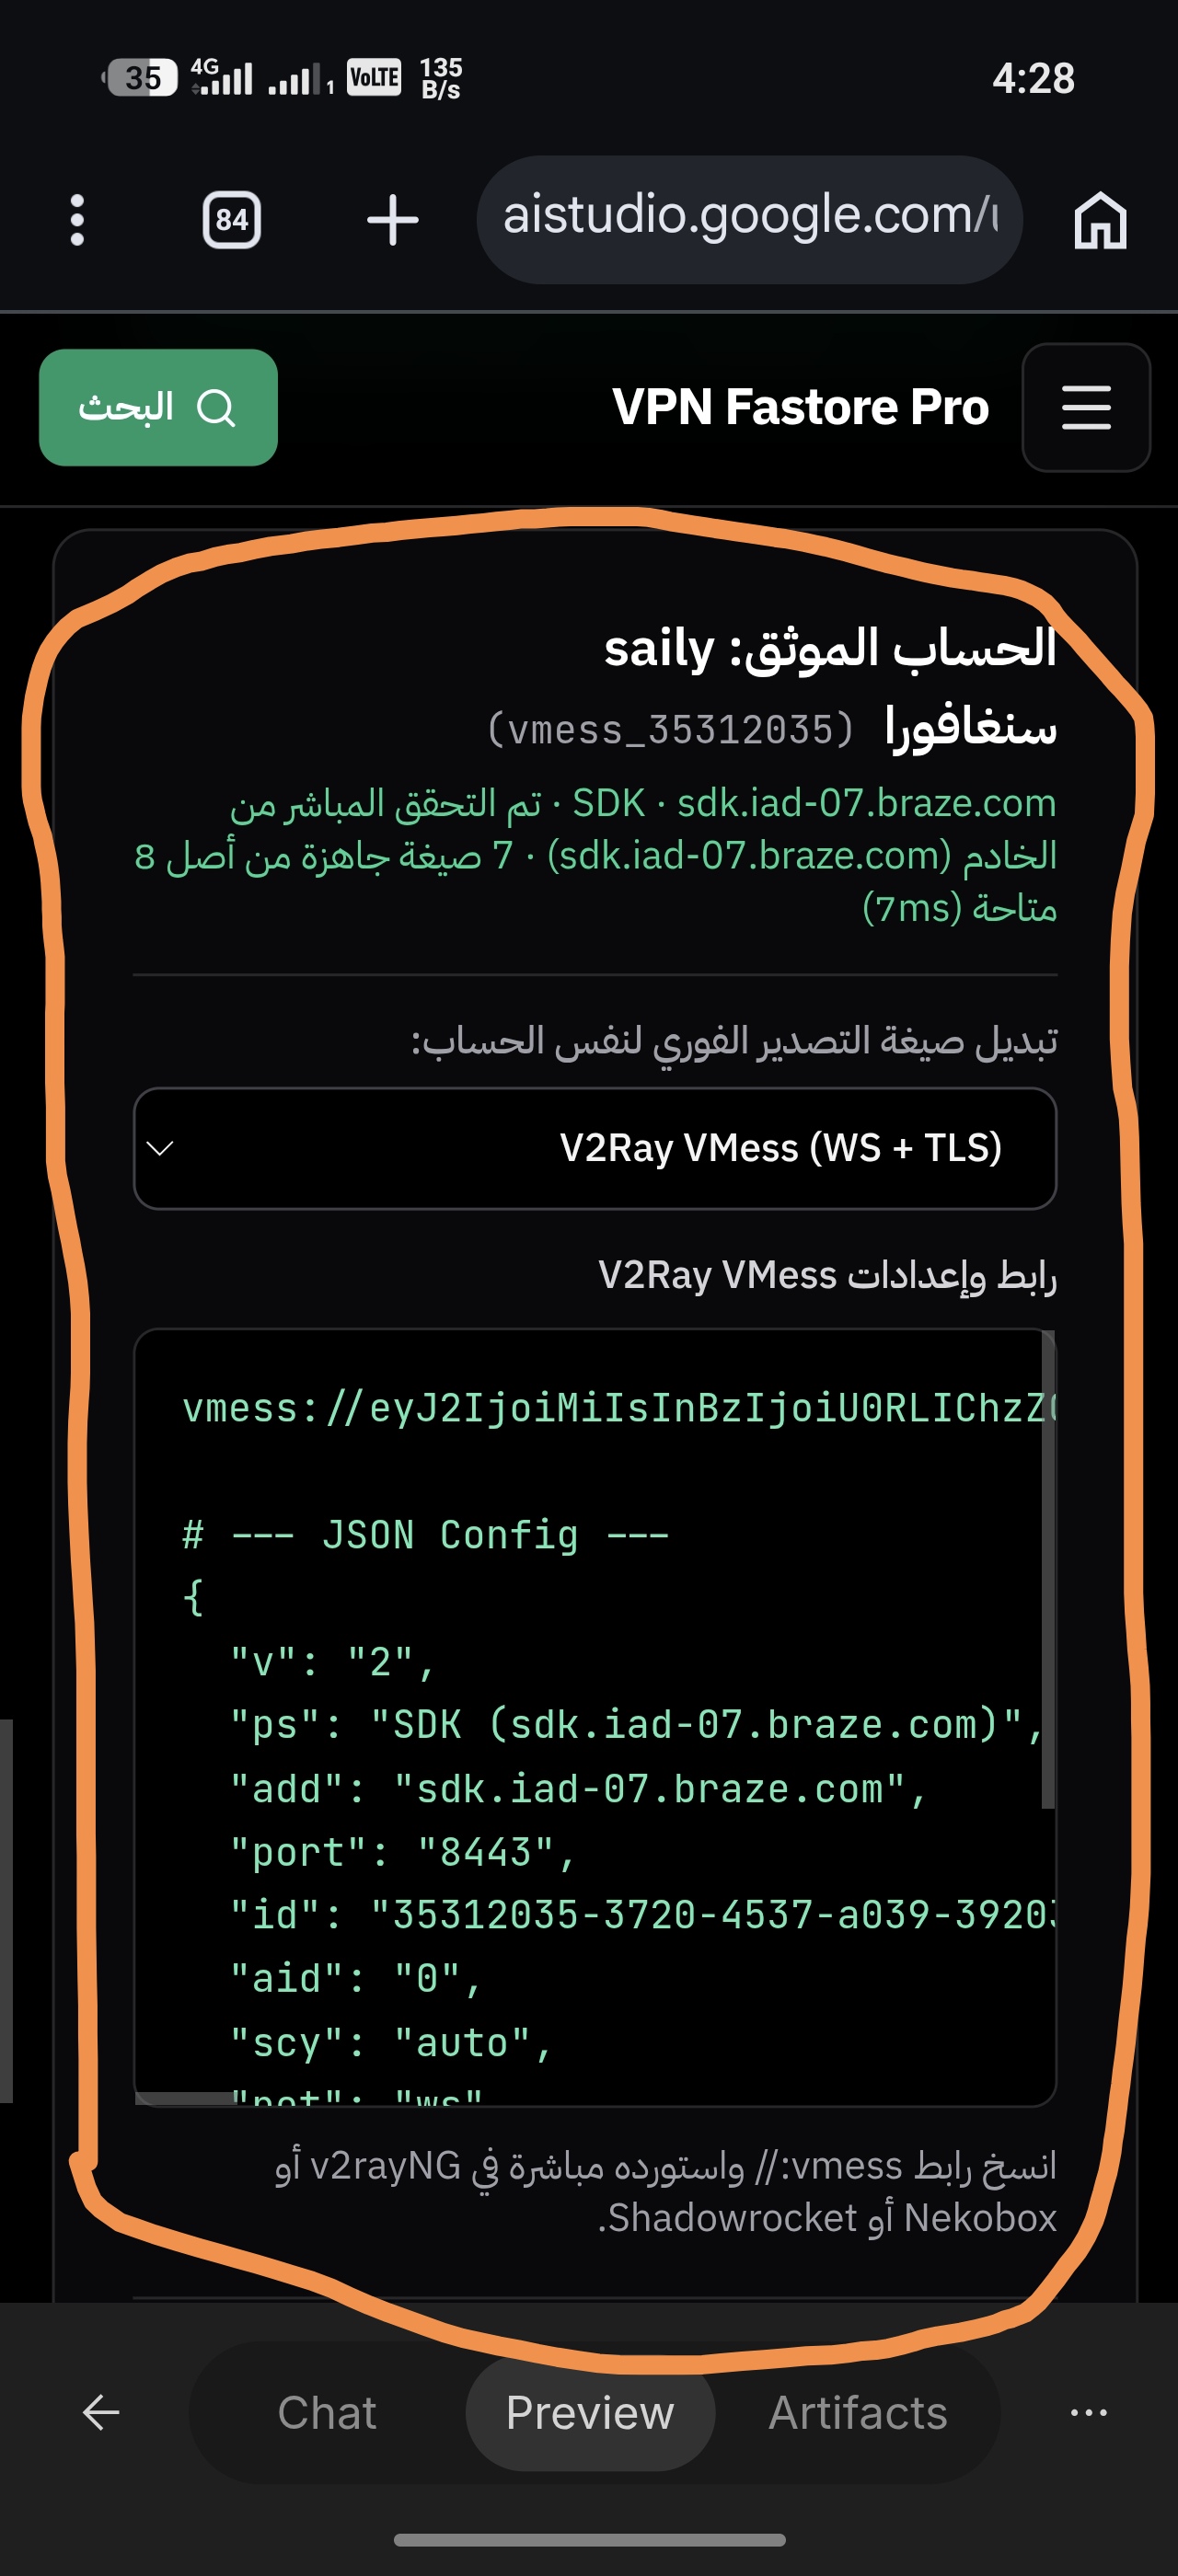 35 4G 1 VoLTE 135 B/s 4:28
84 aistudio.google.com/
البحث
VPN Fastore Pro
الحساب الموثق: saily
سنغافورا (vmess_35312035)
sdk.iad-07.braze.com · SDK · تم التحقق المباشر من
الخادم (sdk.iad-07.braze.com) · 7 صيغة جاهزة من أصل 8
متاحة (7ms)
تبديل صيغة التصدير الفوري لنفس الحساب:
V2Ray VMess (WS + TLS)
رابط وإعدادات V2Ray VMess
vmess://eyJ2IjoiMiIsInBzIjoiU0RLIChzZ
# --- JSON Config ---
{
"v": "2",
"ps": "SDK (sdk.iad-07.braze.com)",
"add": "sdk.iad-07.braze.com",
"port": "8443",
"id": "35312035-3720-4537-a039-3920
"aid": "0",
"scy": "auto",
"net": "ws"
انسخ رابط vmess:// واستورده مباشرة في v2rayNG أو
Nekobox أو Shadowrocket.
Chat Preview Artifacts